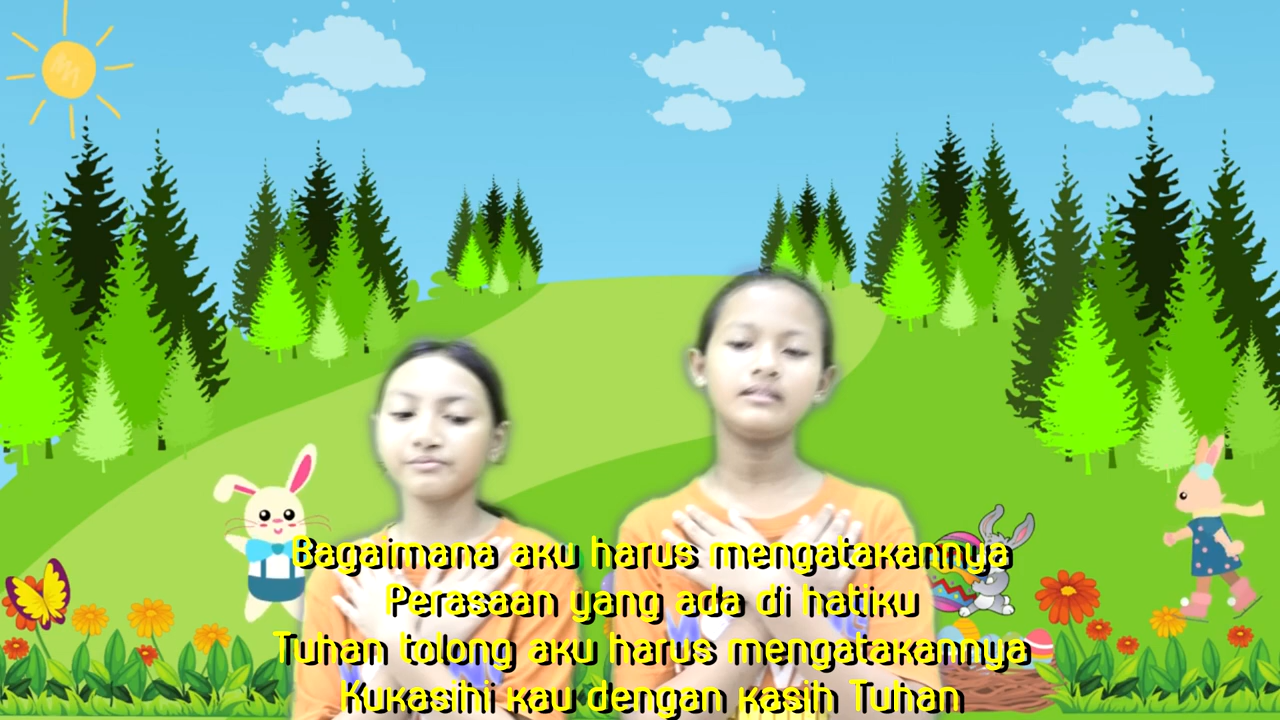 Bagaimana aku harus mengatakannya
Perasaan yang ada di hatiku
Tuhan tolong aku harus mengatakannya
Kukasihi kau dengan kasih Tuhan